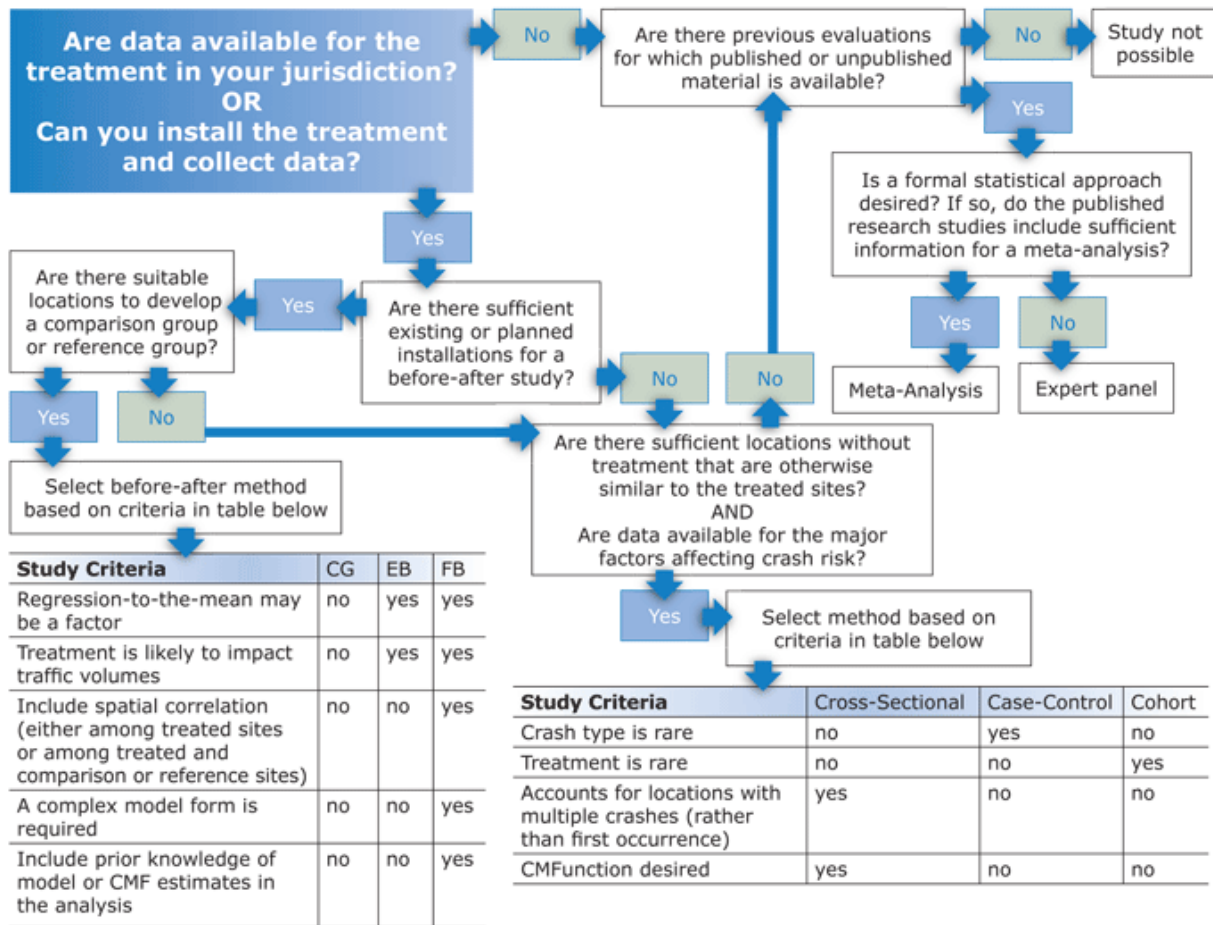 Are data available for the
treatment in your jurisdiction?
OR
Can you install the treatment
and collect data?
No
Are there previous evaluations
for which published or unpublished
material is available?
No
Study not
possible
Yes
Is a formal statistical approach
desired? If so, do the published
research studies include sufficient
information for a meta-analysis?
Yes
No
Meta-Analysis
Expert panel
Yes
Are there sufficient
existing or planned
installations for a
before-after study?
Yes
Are there suitable
locations to develop
a comparison group
or reference group?
Yes
No
No
No
Select before-after method
based on criteria in table below
Are there sufficient locations without
treatment that are otherwise
similar to the treated sites?
AND
Are data available for the major
factors affecting crash risk?
Yes
Select method based on
criteria in table below
Study Criteria CG EB FB
Regression-to-the-mean may no yes yes
be a factor
Treatment is likely to impact no yes yes
traffic volumes
Include spatial correlation no no yes
(either among treated sites
or among treated and
comparison or reference sites)
A complex model form is no no yes
required
Include prior knowledge of no no yes
model or CMF estimates in
the analysis
Study Criteria Cross-Sectional Case-Control Cohort
Crash type is rare no yes no
Treatment is rare no no yes
Accounts for locations with yes no no
multiple crashes (rather
than first occurrence)
CMFunction desired yes no no